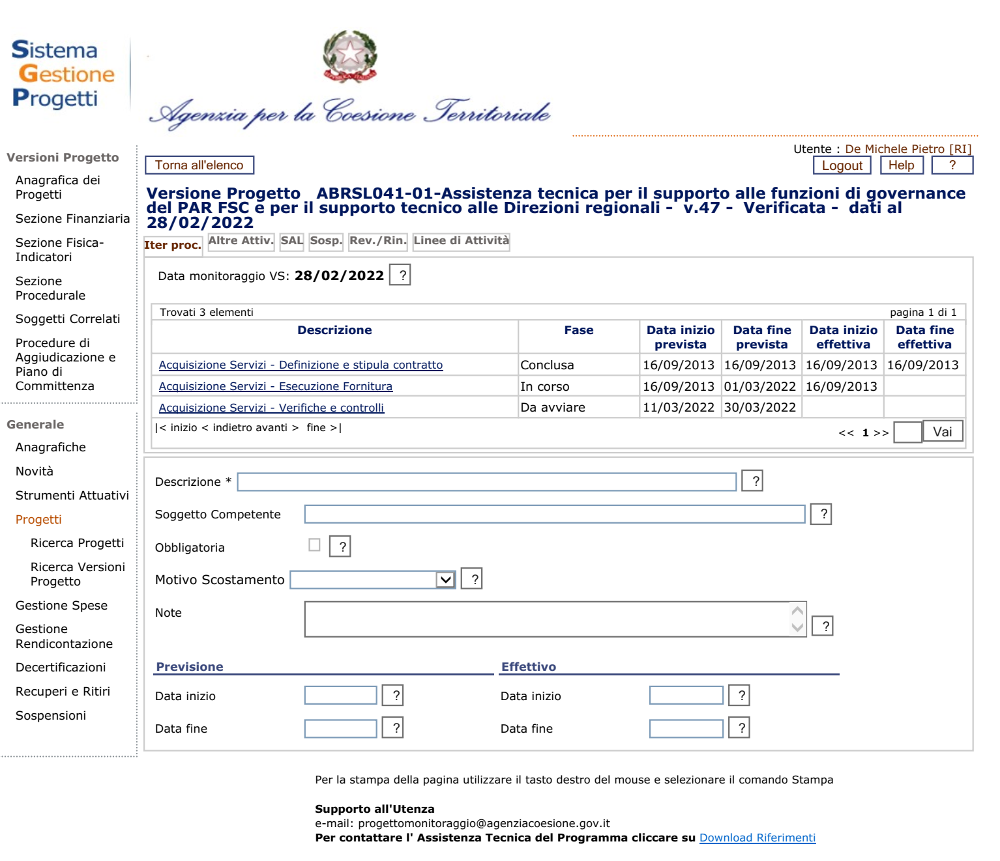 Sistema
Gestione
Progetti
Agenzia per la Coesione Territoriale
Utente : De Michele Pietro [RI]
Torna all'elenco
Logout Help ?
Versione Progetto ABRSL041-01-Assistenza tecnica per il supporto alle funzioni di governance
del PAR FSC e per il supporto tecnico alle Direzioni regionali - v.47 - Verificata - dati al
28/02/2022
Iter proc. Altre Attiv. SAL Sosp. Rev./Rin. Linee di Attività
Versioni Progetto
Anagrafica dei
Progetti
Sezione Finanziaria
Sezione Fisica-
Indicatori
Sezione
Procedurale
Soggetti Correlati
Procedure di
Aggiudicazione e
Piano di
Committenza
Generale
Anagrafiche
Novità
Strumenti Attuativi
Progetti
Ricerca Progetti
Ricerca Versioni
Progetto
Gestione Spese
Gestione
Rendicontazione
Decertificazioni
Recuperi e Ritiri
Sospensioni
Data monitoraggio VS: 28/02/2022 ?
Trovati 3 elementi pagina 1 di 1
Descrizione Fase Data inizio prevista Data fine prevista Data inizio effettiva Data fine effettiva
Acquisizione Servizi - Definizione e stipula contratto Conclusa 16/09/2013 16/09/2013 16/09/2013 16/09/2013
Acquisizione Servizi - Esecuzione Fornitura In corso 16/09/2013 01/03/2022 16/09/2013
Acquisizione Servizi - Verifiche e controlli Da avviare 11/03/2022 30/03/2022
|< inizio < indietro avanti > fine >| << 1 >> Vai
Descrizione * ?
Soggetto Competente ?
Obbligatoria ?
Motivo Scostamento ?
Note ?
Previsione Effettivo
Data inizio ? Data inizio ?
Data fine ? Data fine ?
Per la stampa della pagina utilizzare il tasto destro del mouse e selezionare il comando Stampa
Supporto all'Utenza
e-mail: progettomonitoraggio@agenziacoesione.gov.it
Per contattare l' Assistenza Tecnica del Programma cliccare su Download Riferimenti